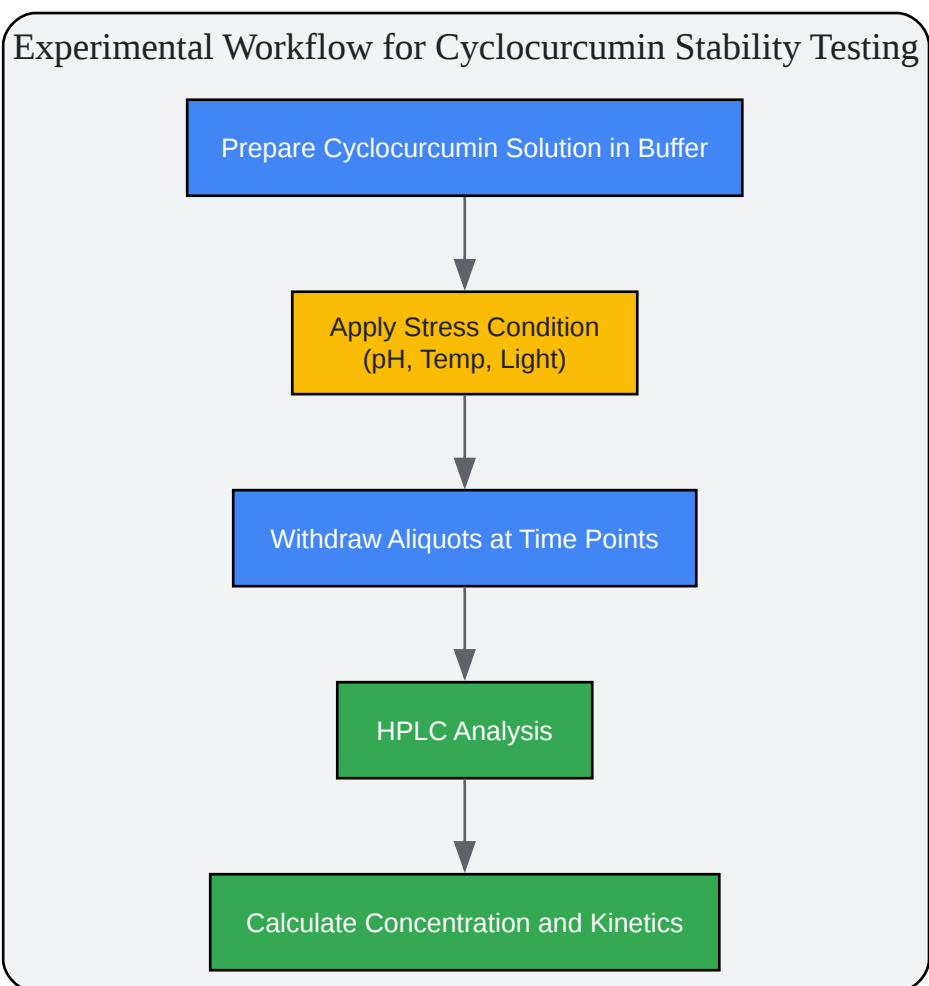 Experimental Workflow for Cyclocurcumin Stability Testing
Prepare Cyclocurcumin Solution in Buffer
Apply Stress Condition
(pH, Temp, Light)
Withdraw Aliquots at Time Points
HPLC Analysis
Calculate Concentration and Kinetics